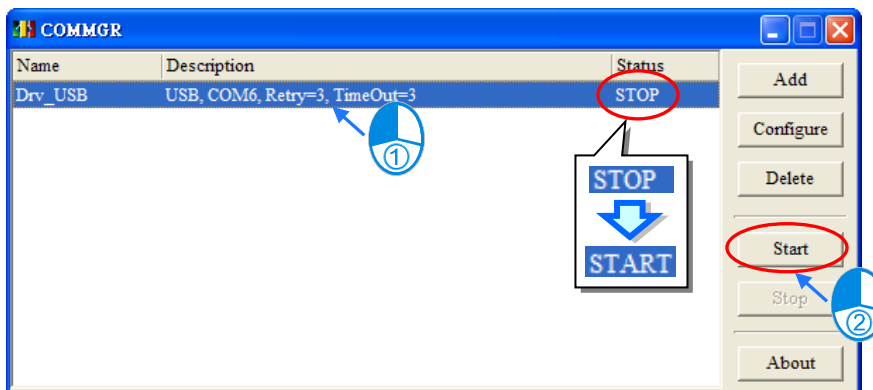 COMMGR
Name Description Status
Drv_USB USB, COM6, Retry=3, TimeOut=3 STOP
①
STOP
START
Add
Configure
Delete
Start
Stop
②
About